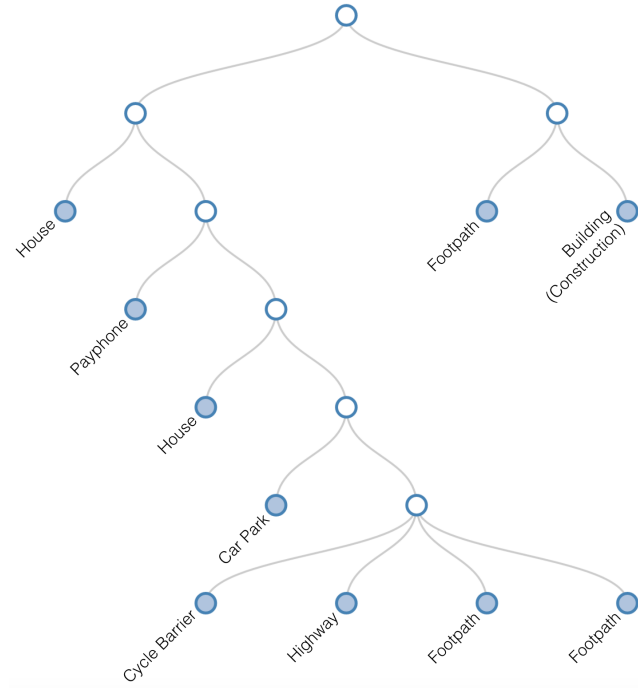 House
Footpath
Building
(Construction)
Payphone
House
Car Park
Cycle Barrier
Highway
Footpath
Footpath